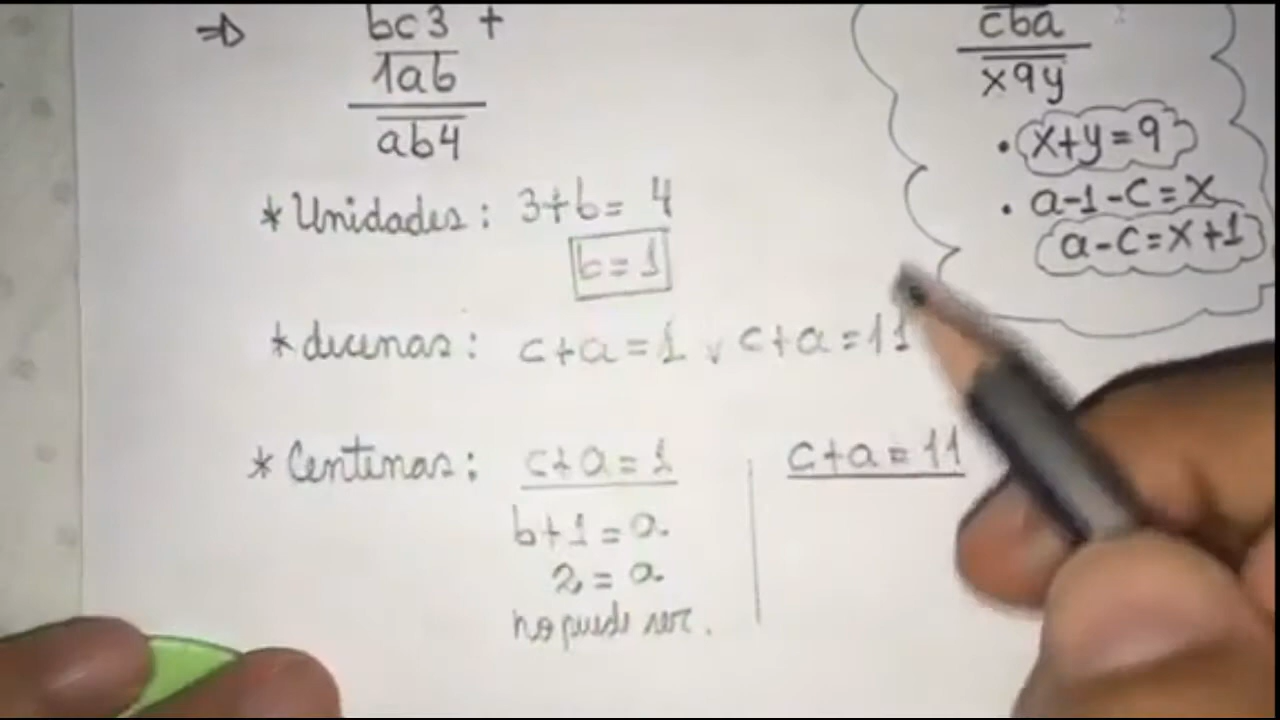 ⇒ bc3 +
1ab
ab4
* Unidades: 3+b= 4
b=1
* decenas: c+a=1 v c+a=11
* Centenas: c+a=1
b+1=a
2=a
no puede ser.
c+a=11
cba
x9y
• x+y=9
• a-1-c=x
a-c=x+1